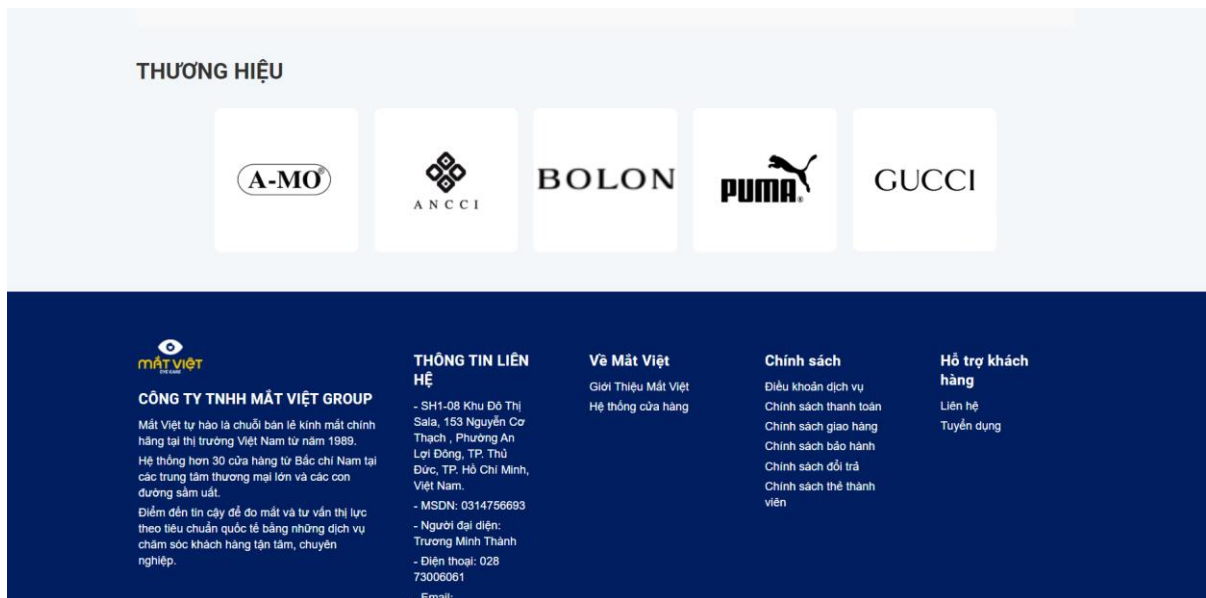 THƯƠNG HIỆU
A-MO®
ANCCI
BOLON
PUMA®
GUCCI
MẮT VIỆT
EYE CARE
CÔNG TY TNHH MẮT VIỆT GROUP
Mắt Việt tự hào là chuỗi bán lẻ kính mắt chính
hãng tại thị trường Việt Nam từ năm 1989.
Hệ thống hơn 30 cửa hàng từ Bắc chí Nam tại
các trung tâm thương mại lớn và các con
đường sầm uất.
Điểm đến tin cậy để đo mắt và tư vấn thị lực
theo tiêu chuẩn quốc tế bằng những dịch vụ
chăm sóc khách hàng tận tâm, chuyên
nghiệp.
THÔNG TIN LIÊN
HỆ
- SH1-08 Khu Đô Thị
Sala, 153 Nguyễn Cơ
Thạch , Phường An
Lợi Đông, TP. Thủ
Đức, TP. Hồ Chí Minh,
Việt Nam.
- MSDN: 0314756693
- Người đại diện:
Trương Minh Thành
- Điện thoại: 028
73006061
- Email:
Về Mắt Việt
Giới Thiệu Mắt Việt
Hệ thống cửa hàng
Chính sách
Điều khoản dịch vụ
Chính sách thanh toán
Chính sách giao hàng
Chính sách bảo hành
Chính sách đổi trả
Chính sách thẻ thành
viên
Hỗ trợ khách
hàng
Liên hệ
Tuyển dụng